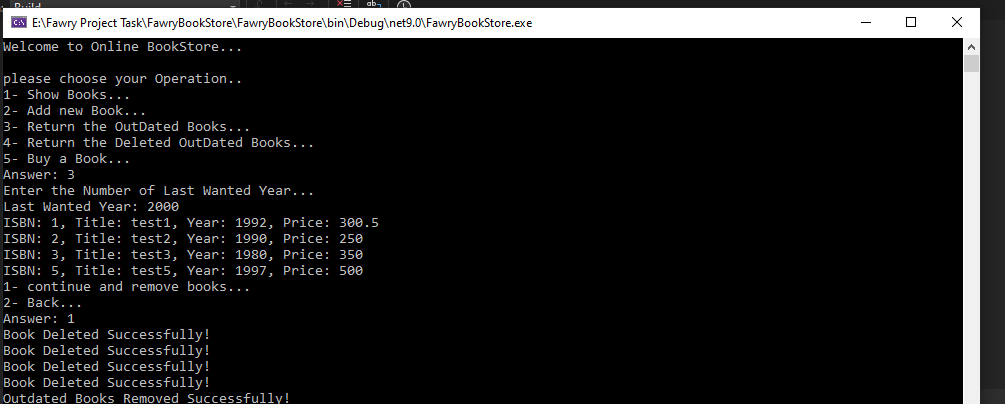 Build
E:\Fawry Project Task\FawryBookStore\FawryBookStore\bin\Debug\net9.0\FawryBookStore.exe
Welcome to Online BookStore...
please choose your Operation..
1- Show Books...
2- Add new Book...
3- Return the OutDated Books...
4- Return the Deleted OutDated Books...
5- Buy a Book...
Answer: 3
Enter the Number of Last Wanted Year...
Last Wanted Year: 2000
ISBN: 1, Title: test1, Year: 1992, Price: 300.5
ISBN: 2, Title: test2, Year: 1990, Price: 250
ISBN: 3, Title: test3, Year: 1980, Price: 350
ISBN: 5, Title: test5, Year: 1997, Price: 500
1- continue and remove books...
2- Back...
Answer: 1
Book Deleted Successfully!
Book Deleted Successfully!
Book Deleted Successfully!
Book Deleted Successfully!
Outdated Books Removed Successfully!